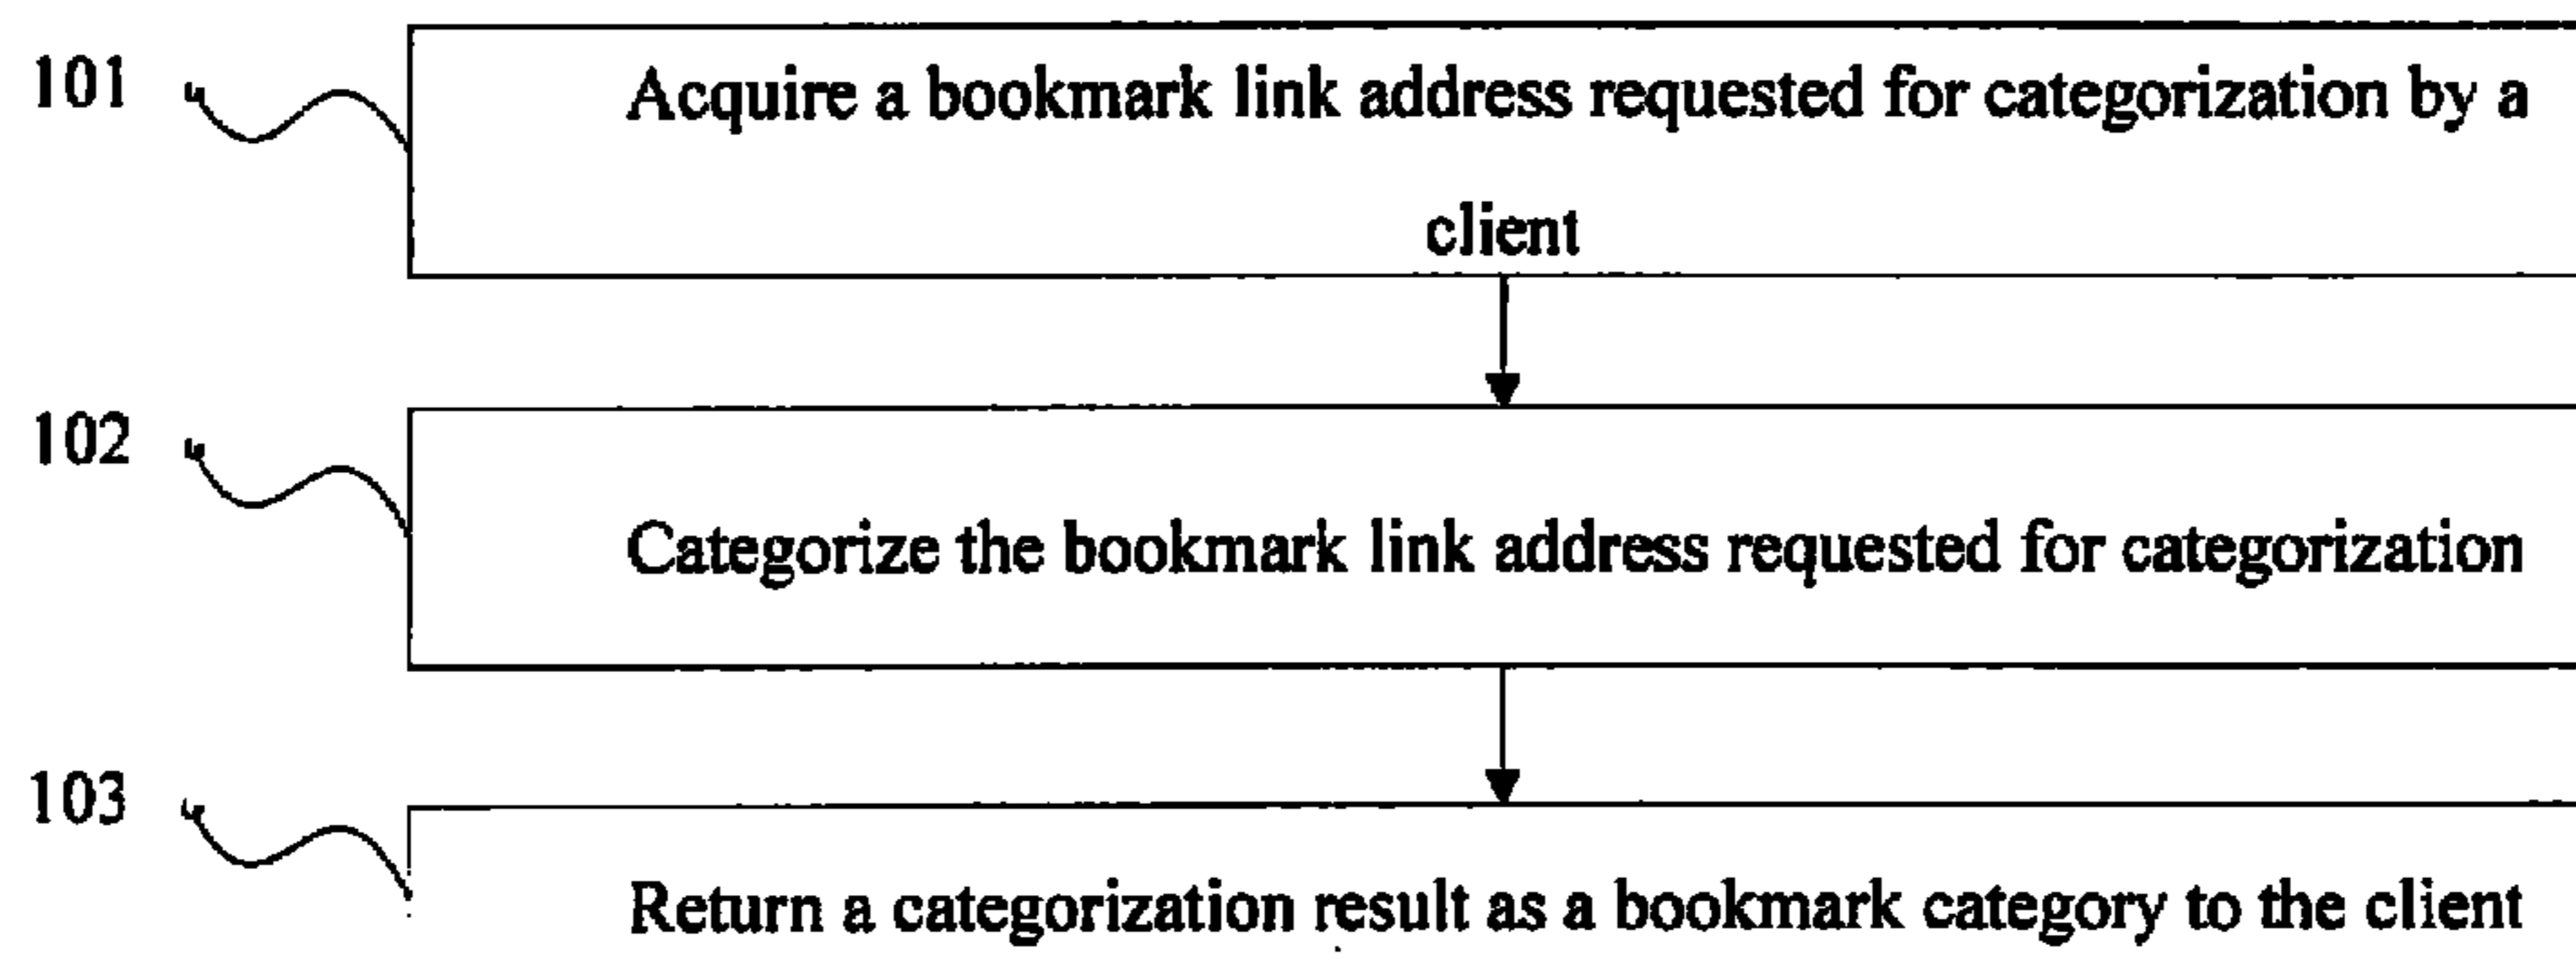 101
Acquire a bookmark link address requested for categorization by a
client
102
Categorize the bookmark link address requested for categorization
103
Return a categorization result as a bookmark category to the client